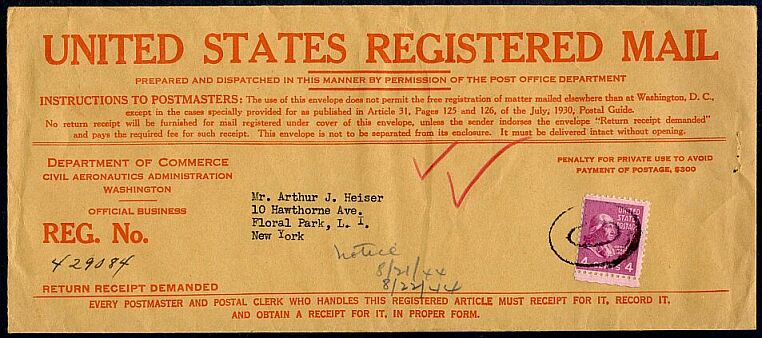 UNITED STATES REGISTERED MAIL
PREPARED AND DISPATCHED IN THIS MANNER BY PERMISSION OF THE POST OFFICE DEPARTMENT
INSTRUCTIONS TO POSTMASTERS: The use of this envelope does not permit the free registration of matter mailed elsewhere than at Washington, D. C.,
except in the cases specially provided for as published in Article 31, Pages 125 and 126, of the July, 1930, Postal Guide.
No return receipt will be furnished for mail registered under cover of this envelope, unless the sender indorses the envelope "Return receipt demanded"
and pays the required fee for such receipt. This envelope is not to be separated from its enclosure. It must be delivered intact without opening.
DEPARTMENT OF COMMERCE
CIVIL AERONAUTICS ADMINISTRATION
WASHINGTON
OFFICIAL BUSINESS
REG. No.
429084
RETURN RECEIPT DEMANDED
PENALTY FOR PRIVATE USE TO AVOID
PAYMENT OF POSTAGE, $300
Mr. Arthur J. Heiser
10 Hawthorne Ave.
Floral Park, L. I.
New York
notice
8/21/44
8/22/44
UNITED
STATES
POSTAGE
4
4
EVERY POSTMASTER AND POSTAL CLERK WHO HANDLES THIS REGISTERED ARTICLE MUST RECEIPT FOR IT, RECORD IT,
AND OBTAIN A RECEIPT FOR IT, IN PROPER FORM.